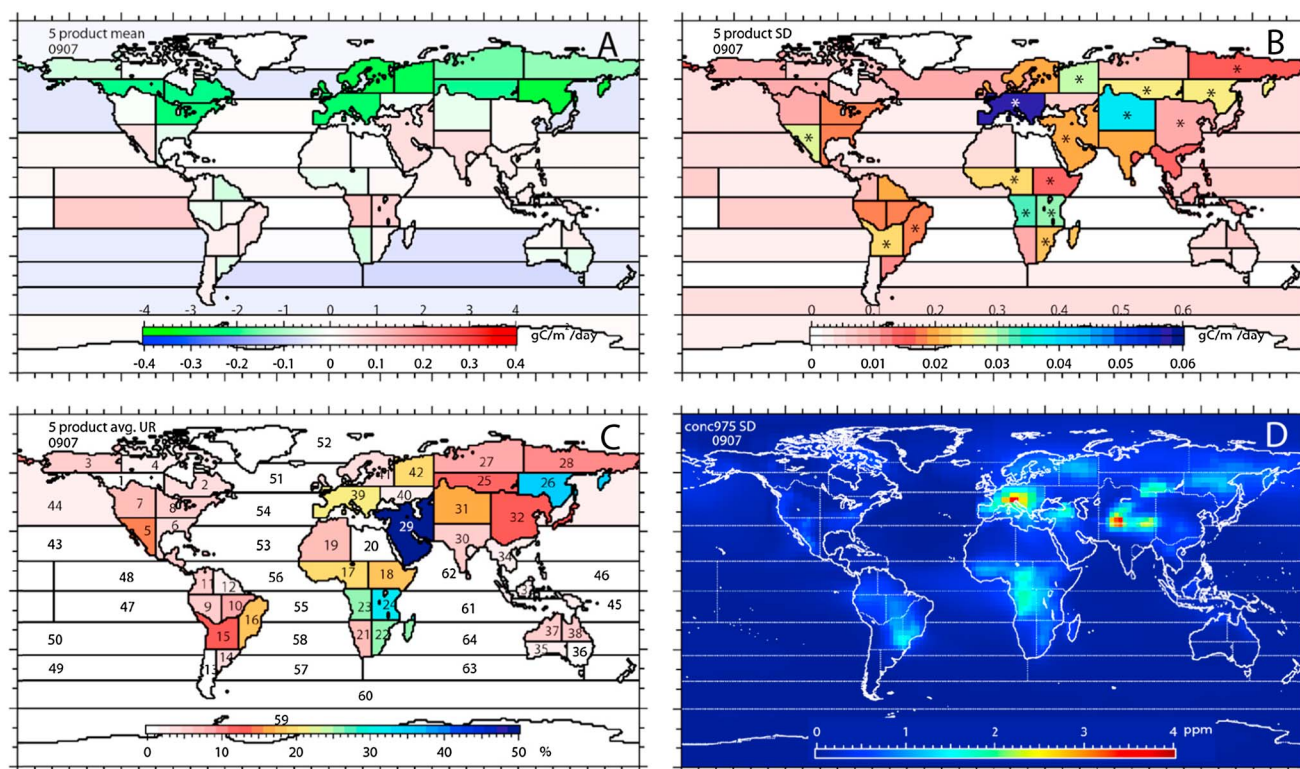 5 product mean
0907
A
-4 -3 -2 -1 0 1 2 3 4
gC/m²/day
-0.4 -0.3 -0.2 -0.1 0 0.1 0.2 0.3 0.4
5 product SD
0907
B
* * * * * * * * * * * * * * *
0 0.1 0.2 0.3 0.4 0.5 0.6
gC/m²/day
0 0.01 0.02 0.03 0.04 0.05 0.06
5 product avg. UR
0907
C
52
3 4 27 28
1 2 51 42 25 26
44 7 8 54 39 40 31
5 6 29 32
43 53 19 20 30
34
48 11 12 56 17 18 62 46
47 9 10 55 23 24 61 45
16
50 15 58 21 22 64 37 38
35 36
49 13 14 57 63
60
59
0 10 20 30 40 50 %
conc975 SD
0907
D
0 1 2 3 4 ppm